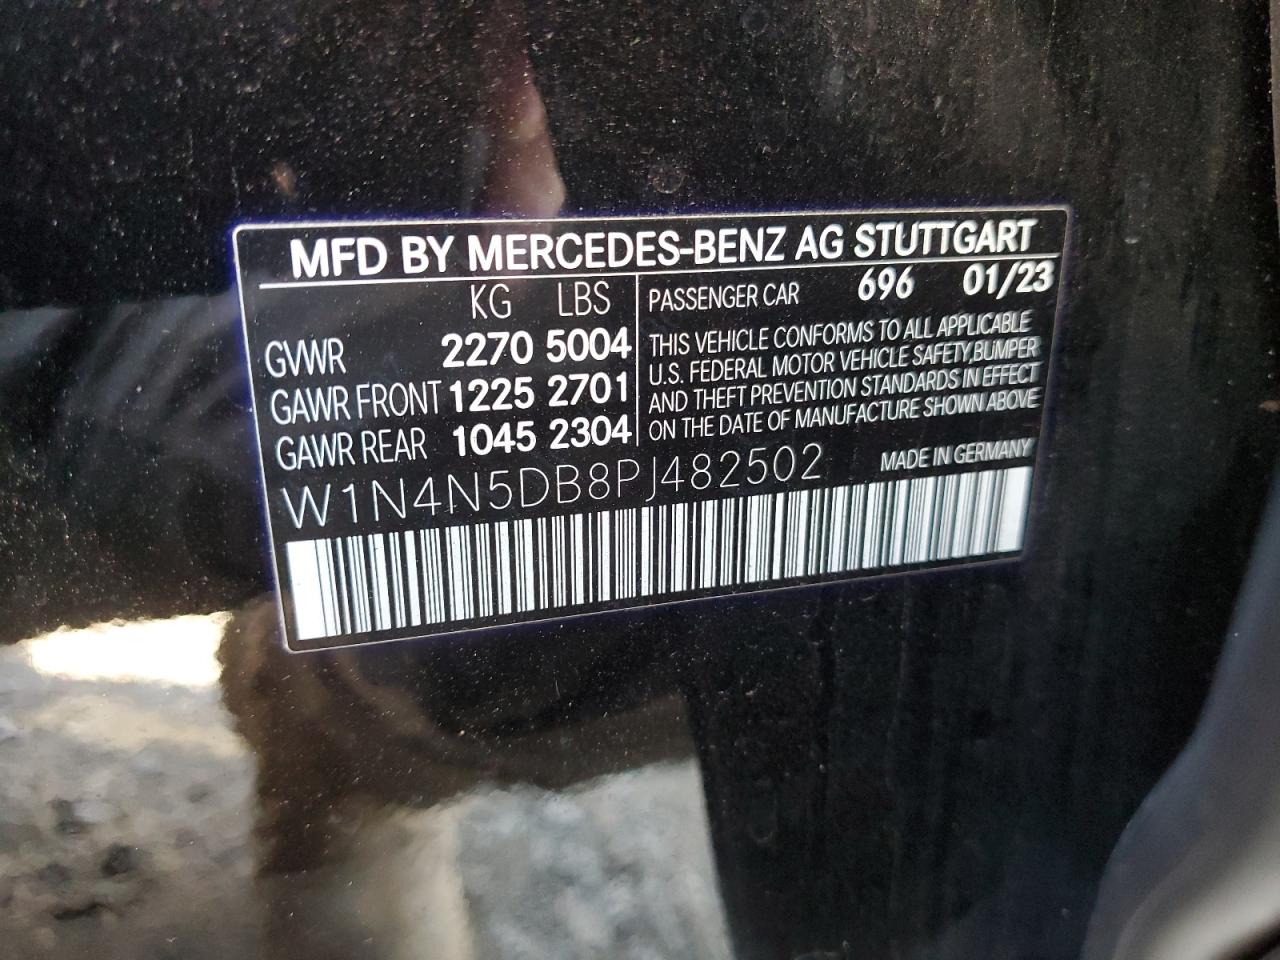 MFD BY MERCEDES-BENZ AG STUTTGART
KG LBS
GVWR 2270 5004
GAWR FRONT 1225 2701
GAWR REAR 1045 2304
PASSENGER CAR 696 01/23
THIS VEHICLE CONFORMS TO ALL APPLICABLE
U.S. FEDERAL MOTOR VEHICLE SAFETY,BUMPER
AND THEFT PREVENTION STANDARDS IN EFFECT
ON THE DATE OF MANUFACTURE SHOWN ABOVE
W1N4N5DB8PJ482502 MADE IN GERMANY